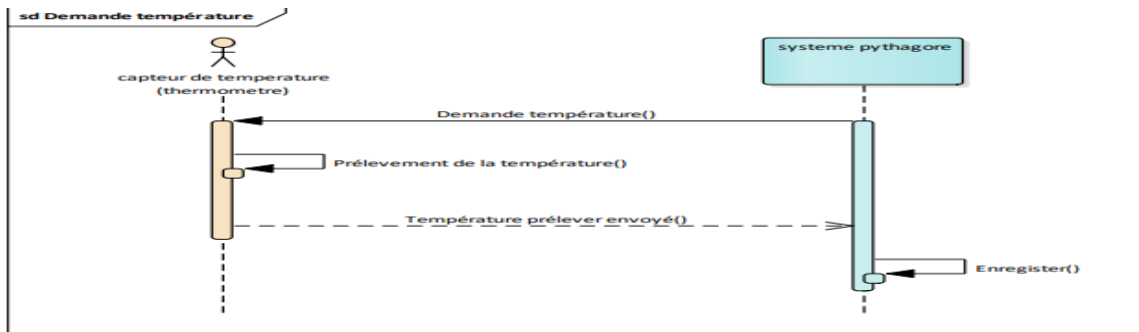 sd Demande température
capteur de temperature
(thermometre)
systeme pythagore
Demande température()
Prélevement de la température()
Température prélever envoyé()
Enregister()